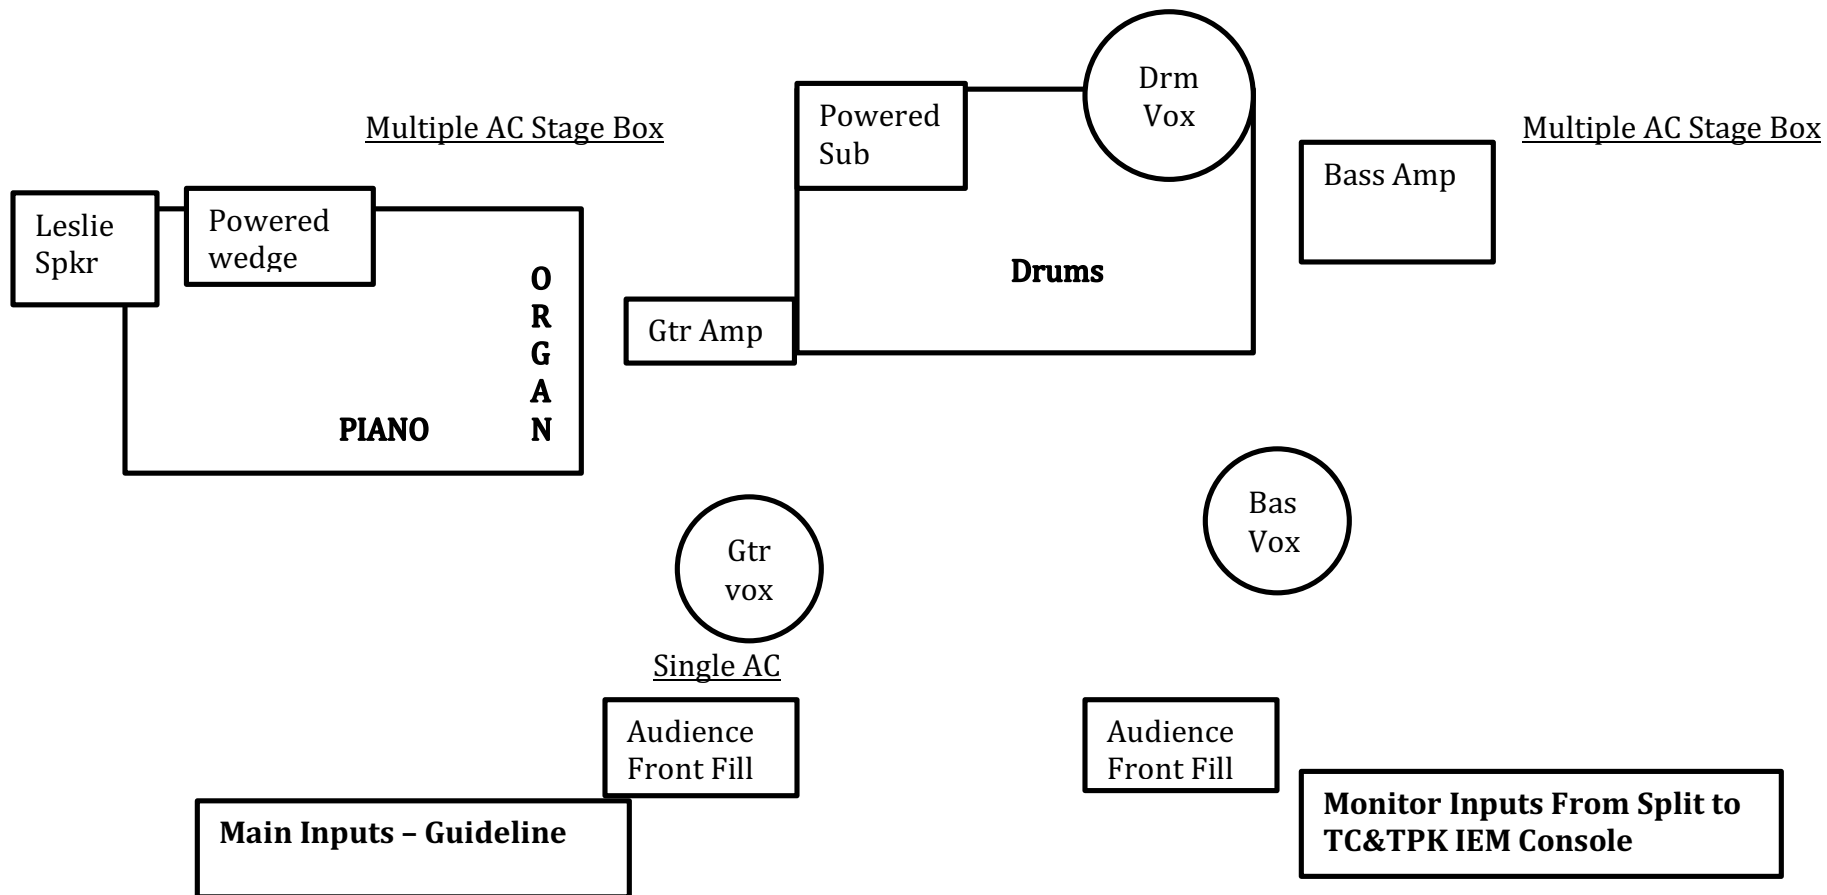 Drm
Vox
Multiple AC Stage Box
Powered
Sub
Multiple AC Stage Box
Bass Amp
Leslie
Spkr
Powered
wedge
O
R
G
A
N
Drums
Gtr Amp
PIANO
Bas
Vox
Gtr
vox
Single AC
Audience
Front Fill
Audience
Front Fill
Main Inputs – Guideline
Monitor Inputs From Split to
TC&TPK IEM Console